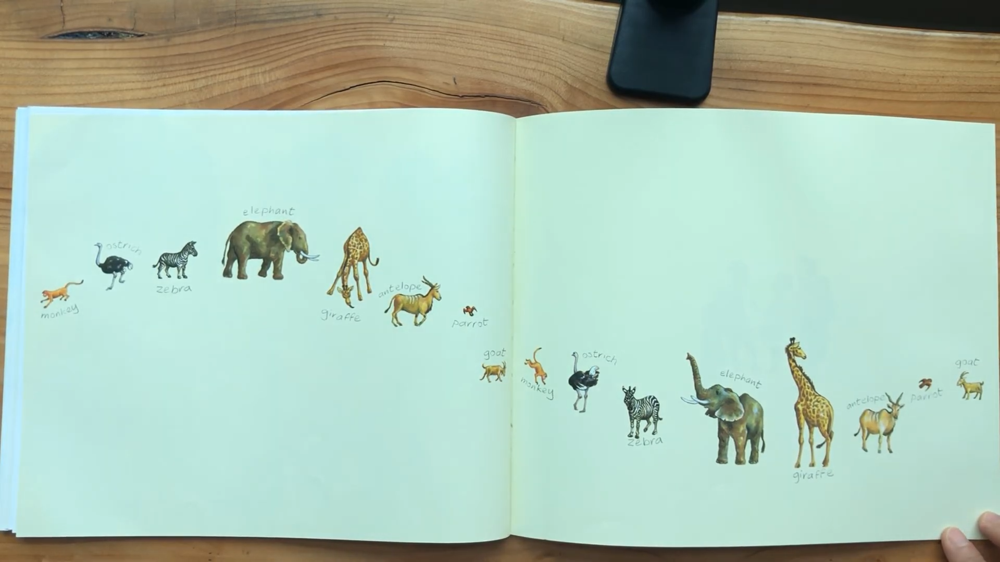 monkey
ostrich
zebra
elephant
giraffe
antelope
parrot
goat
monkey
ostrich
zebra
elephant
giraffe
antelope
parrot
goat